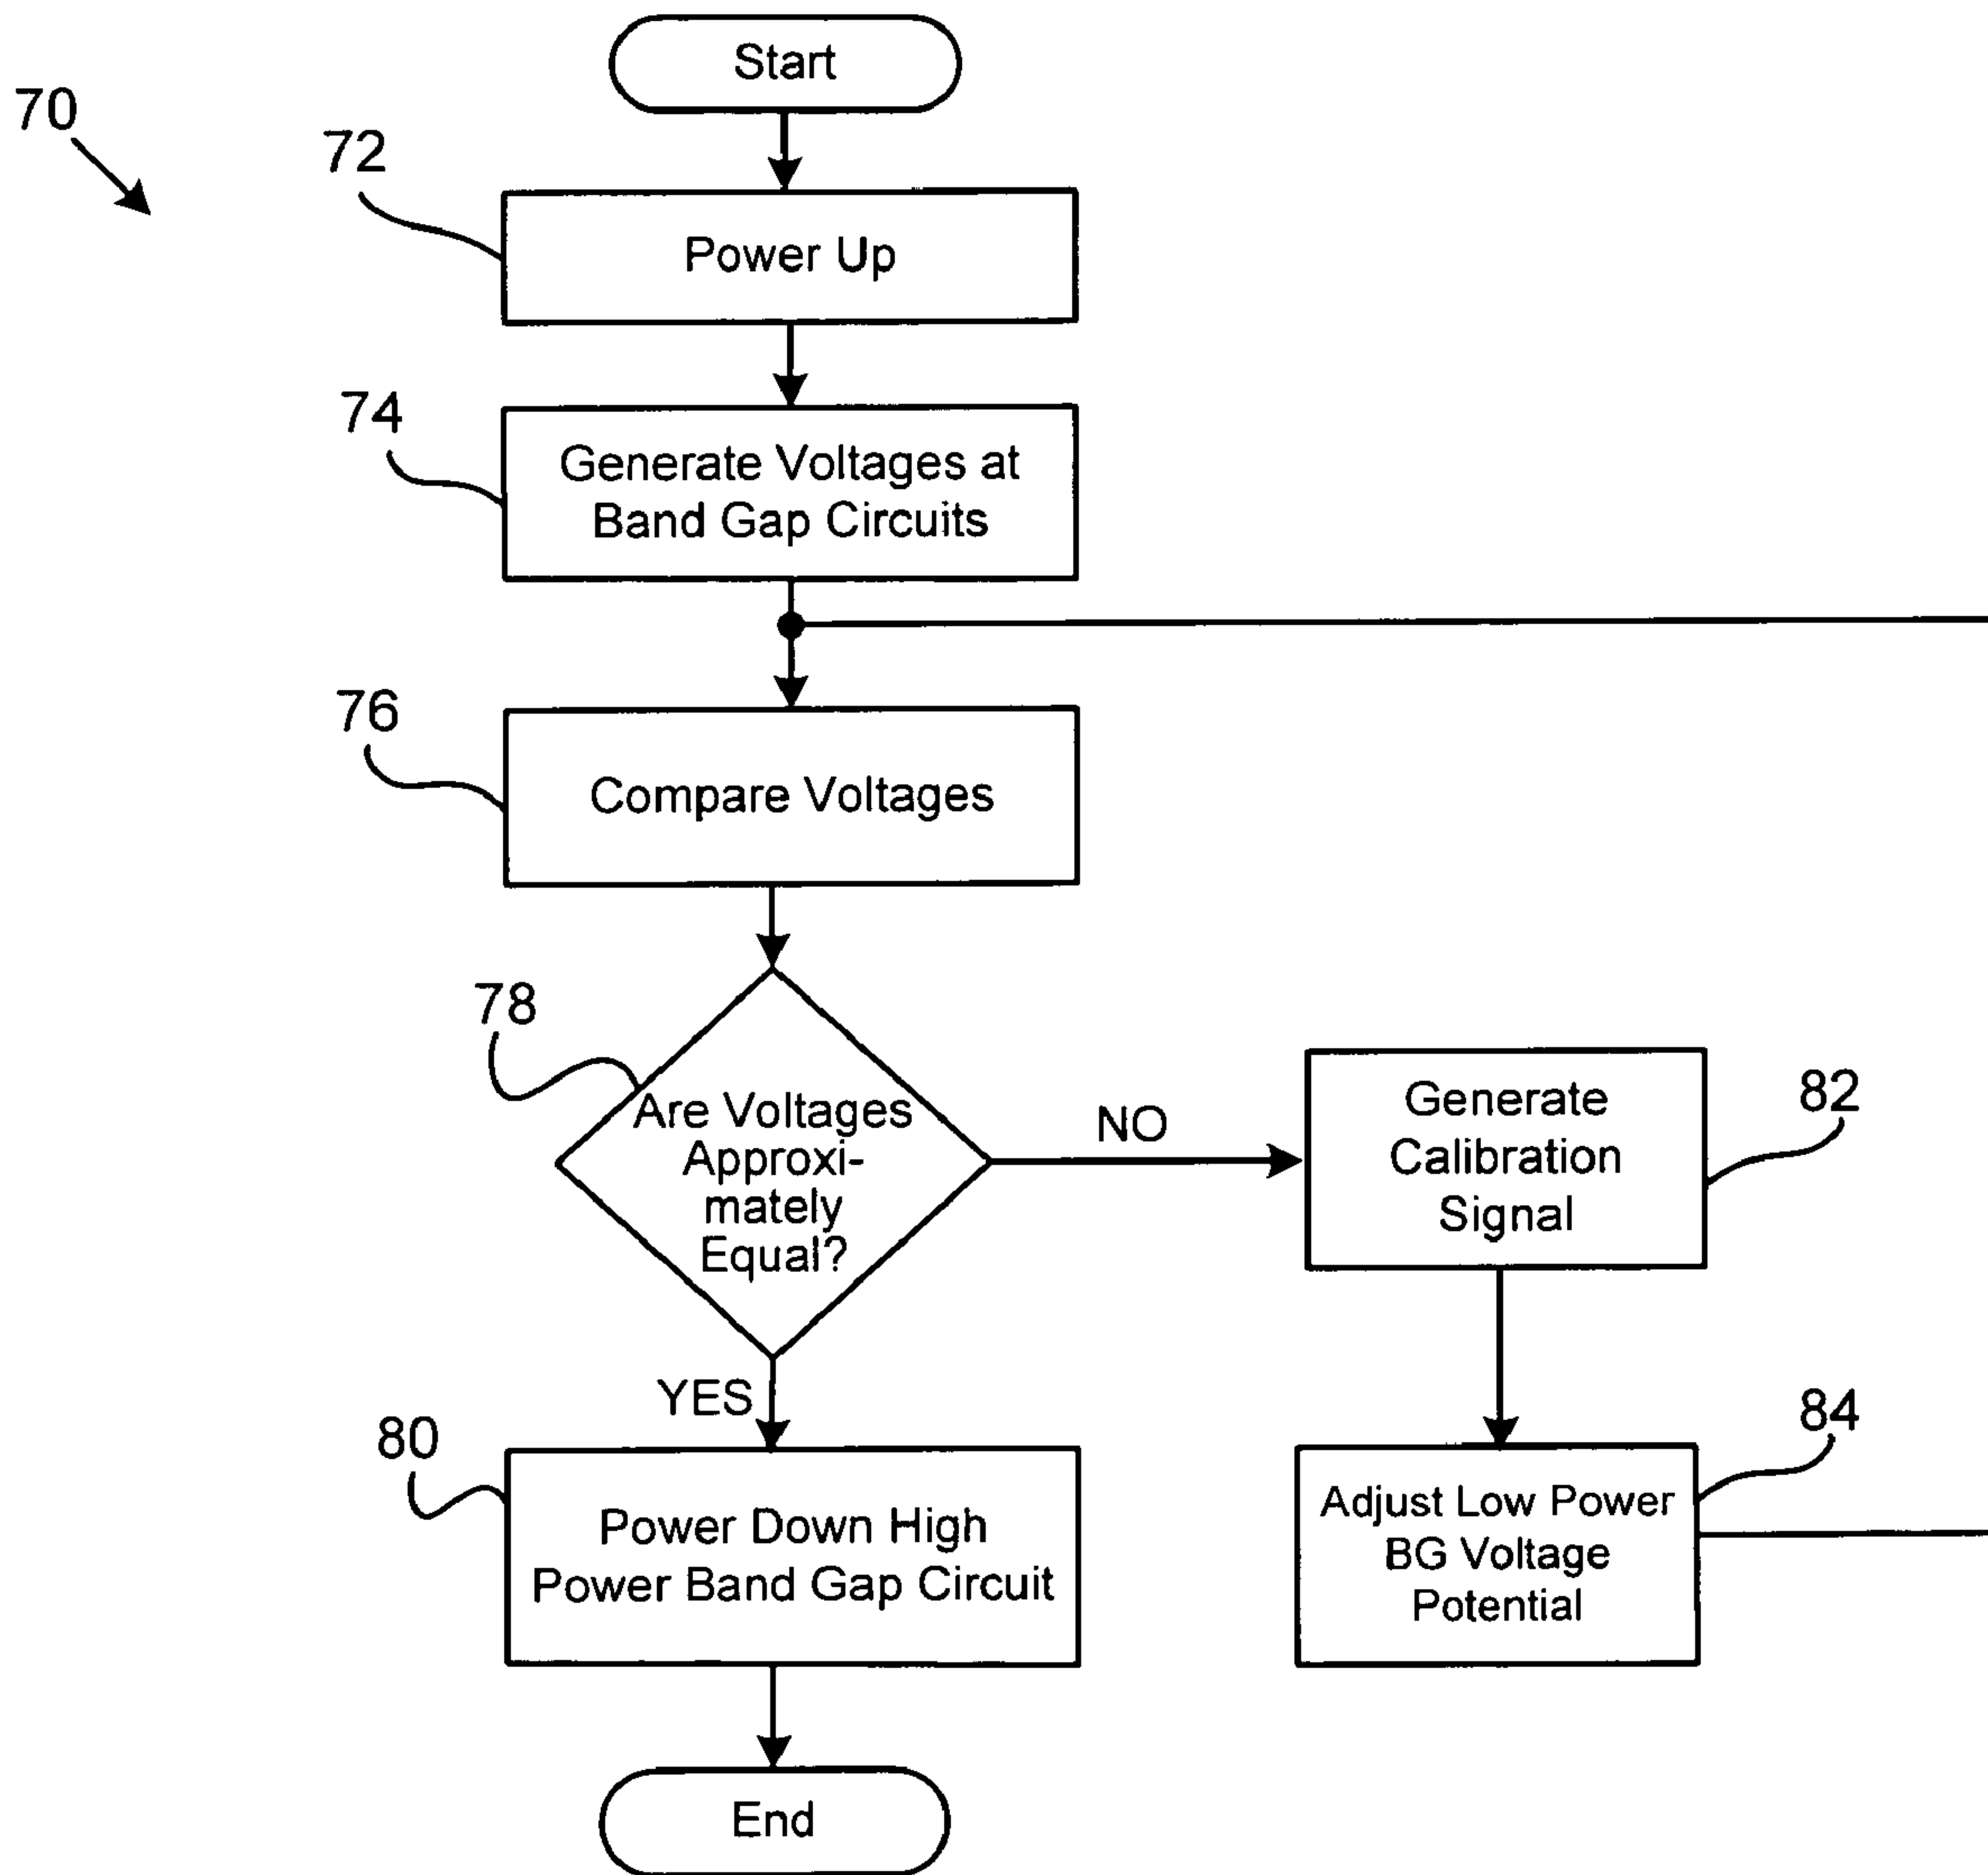 Start
70
72
Power Up
74
Generate Voltages at
Band Gap Circuits
76
Compare Voltages
78
Are Voltages
Approxi-
mately
Equal?
NO
Generate
Calibration
Signal
82
YES
80
Power Down High
Power Band Gap Circuit
84
Adjust Low Power
BG Voltage
Potential
End